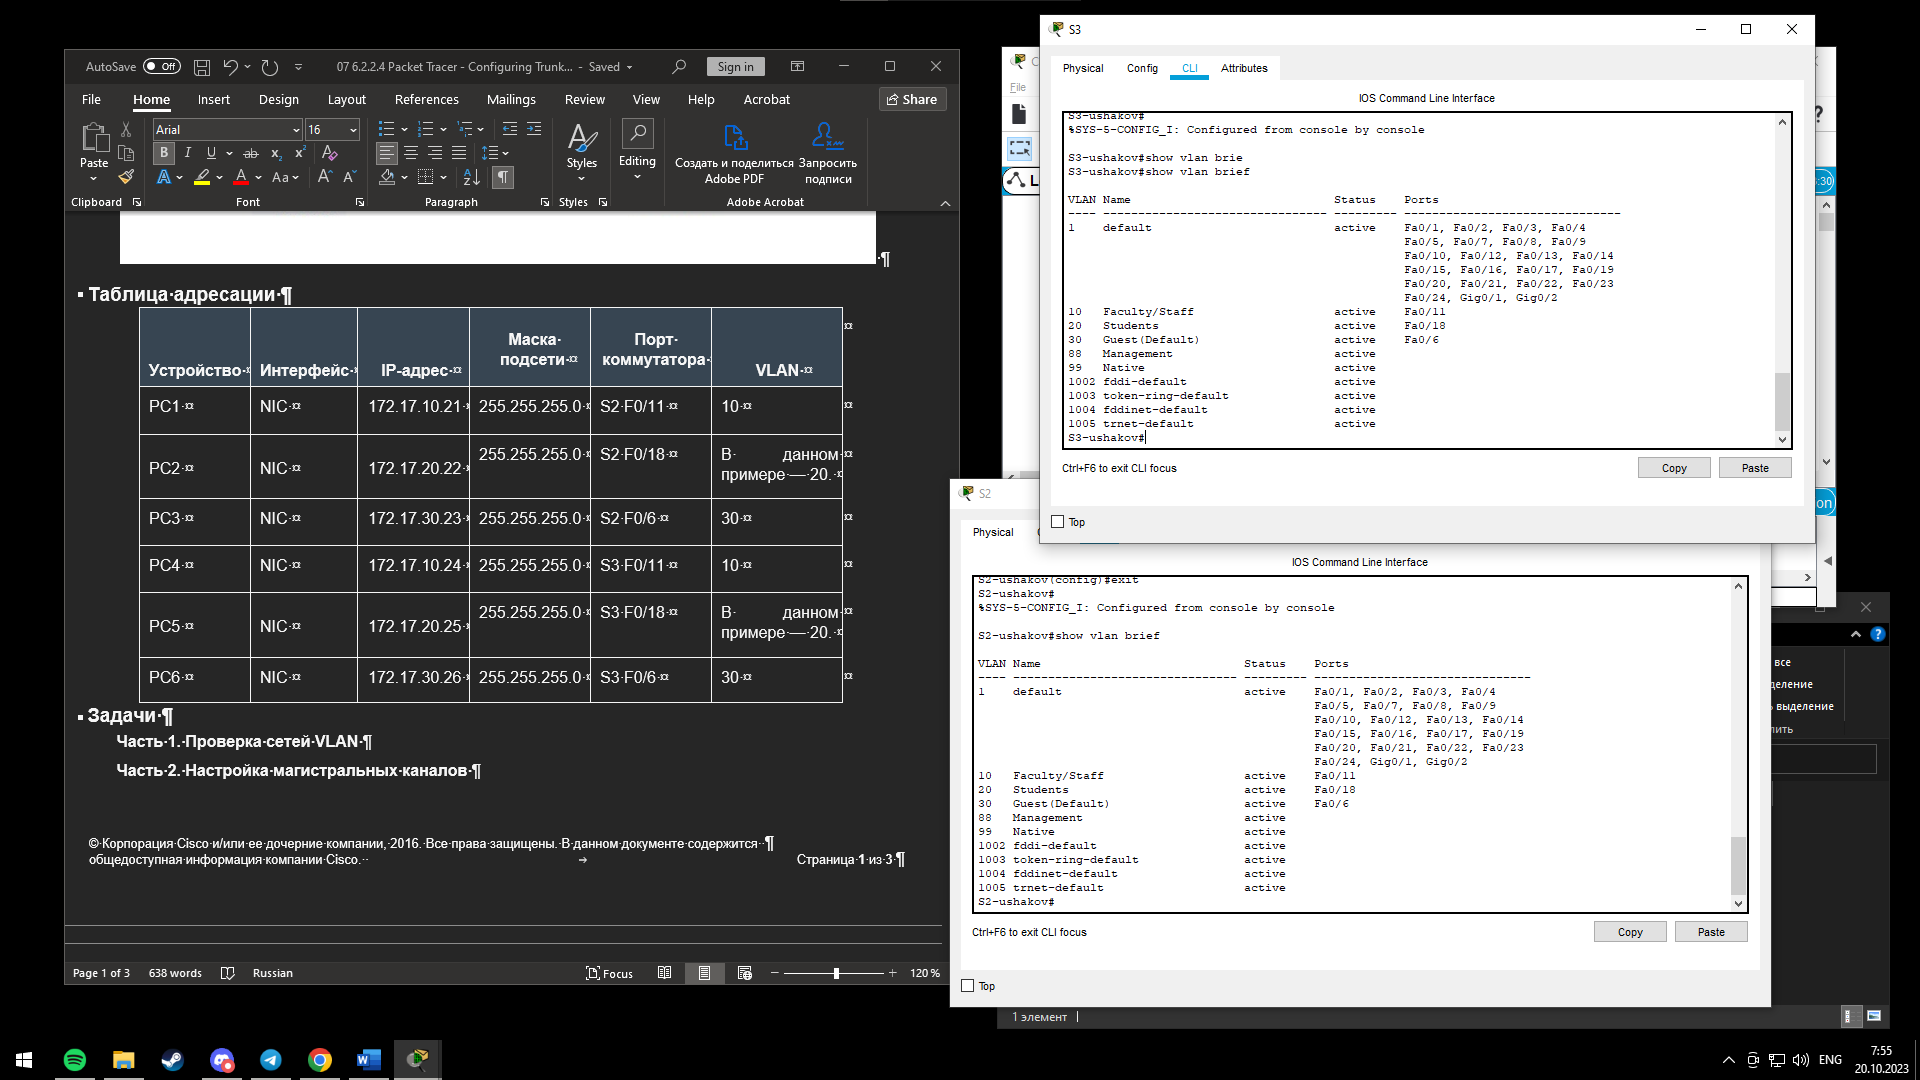 AutoSave Off 07 6.2.2.4 Packet Tracer - Configuring Trunk... - Saved Sign in
File Home Insert Design Layout References Mailings Review View Help Acrobat Share
Arial 16
Paste
Styles
Editing
Создать и поделиться Adobe PDF
Запросить подписи
Clipboard Font Paragraph Styles Adobe Acrobat
Таблица адресации
Устройство Интерфейс IP-адрес Маска подсети Порт коммутатора VLAN
PC1 NIC 172.17.10.21 255.255.255.0 S2 F0/11 10
PC2 NIC 172.17.20.22 255.255.255.0 S2 F0/18 В данном примере — 20.
PC3 NIC 172.17.30.23 255.255.255.0 S2 F0/6 30
PC4 NIC 172.17.10.24 255.255.255.0 S3 F0/11 10
PC5 NIC 172.17.20.25 255.255.255.0 S3 F0/18 В данном примере — 20.
PC6 NIC 172.17.30.26 255.255.255.0 S3 F0/6 30
Задачи
Часть 1. Проверка сетей VLAN
Часть 2. Настройка магистральных каналов
© Корпорация Cisco и/или ее дочерние компании, 2016. Все права защищены. В данном документе содержится
общедоступная информация компании Cisco. Страница 1 из 3
Page 1 of 3 638 words Russian Focus 120 %
S3
Physical Config CLI Attributes
IOS Command Line Interface
S3-ushakov#
%SYS-5-CONFIG_I: Configured from console by console
S3-ushakov#show vlan brie
S3-ushakov#show vlan brief
VLAN Name Status Ports
---- -------------------------------- --------- -------------------------------
1 default active Fa0/1, Fa0/2, Fa0/3, Fa0/4
Fa0/5, Fa0/7, Fa0/8, Fa0/9
Fa0/10, Fa0/12, Fa0/13, Fa0/14
Fa0/15, Fa0/16, Fa0/17, Fa0/19
Fa0/20, Fa0/21, Fa0/22, Fa0/23
Fa0/24, Gig0/1, Gig0/2
10 Faculty/Staff active Fa0/11
20 Students active Fa0/18
30 Guest(Default) active Fa0/6
88 Management active
99 Native active
1002 fddi-default active
1003 token-ring-default active
1004 fddinet-default active
1005 trnet-default active
S3-ushakov#
Ctrl+F6 to exit CLI focus Copy Paste
Top
File
:30
on
S2
Physical
IOS Command Line Interface
S2-ushakov(config)#exit
S2-ushakov#
%SYS-5-CONFIG_I: Configured from console by console
S2-ushakov#show vlan brief
VLAN Name Status Ports
---- -------------------------------- --------- -------------------------------
1 default active Fa0/1, Fa0/2, Fa0/3, Fa0/4
Fa0/5, Fa0/7, Fa0/8, Fa0/9
Fa0/10, Fa0/12, Fa0/13, Fa0/14
Fa0/15, Fa0/16, Fa0/17, Fa0/19
Fa0/20, Fa0/21, Fa0/22, Fa0/23
Fa0/24, Gig0/1, Gig0/2
10 Faculty/Staff active Fa0/11
20 Students active Fa0/18
30 Guest(Default) active Fa0/6
88 Management active
99 Native active
1002 fddi-default active
1003 token-ring-default active
1004 fddinet-default active
1005 trnet-default active
S2-ushakov#
Ctrl+F6 to exit CLI focus Copy Paste
Top
все
выделение
1 элемент
ENG
7:55
20.10.2023